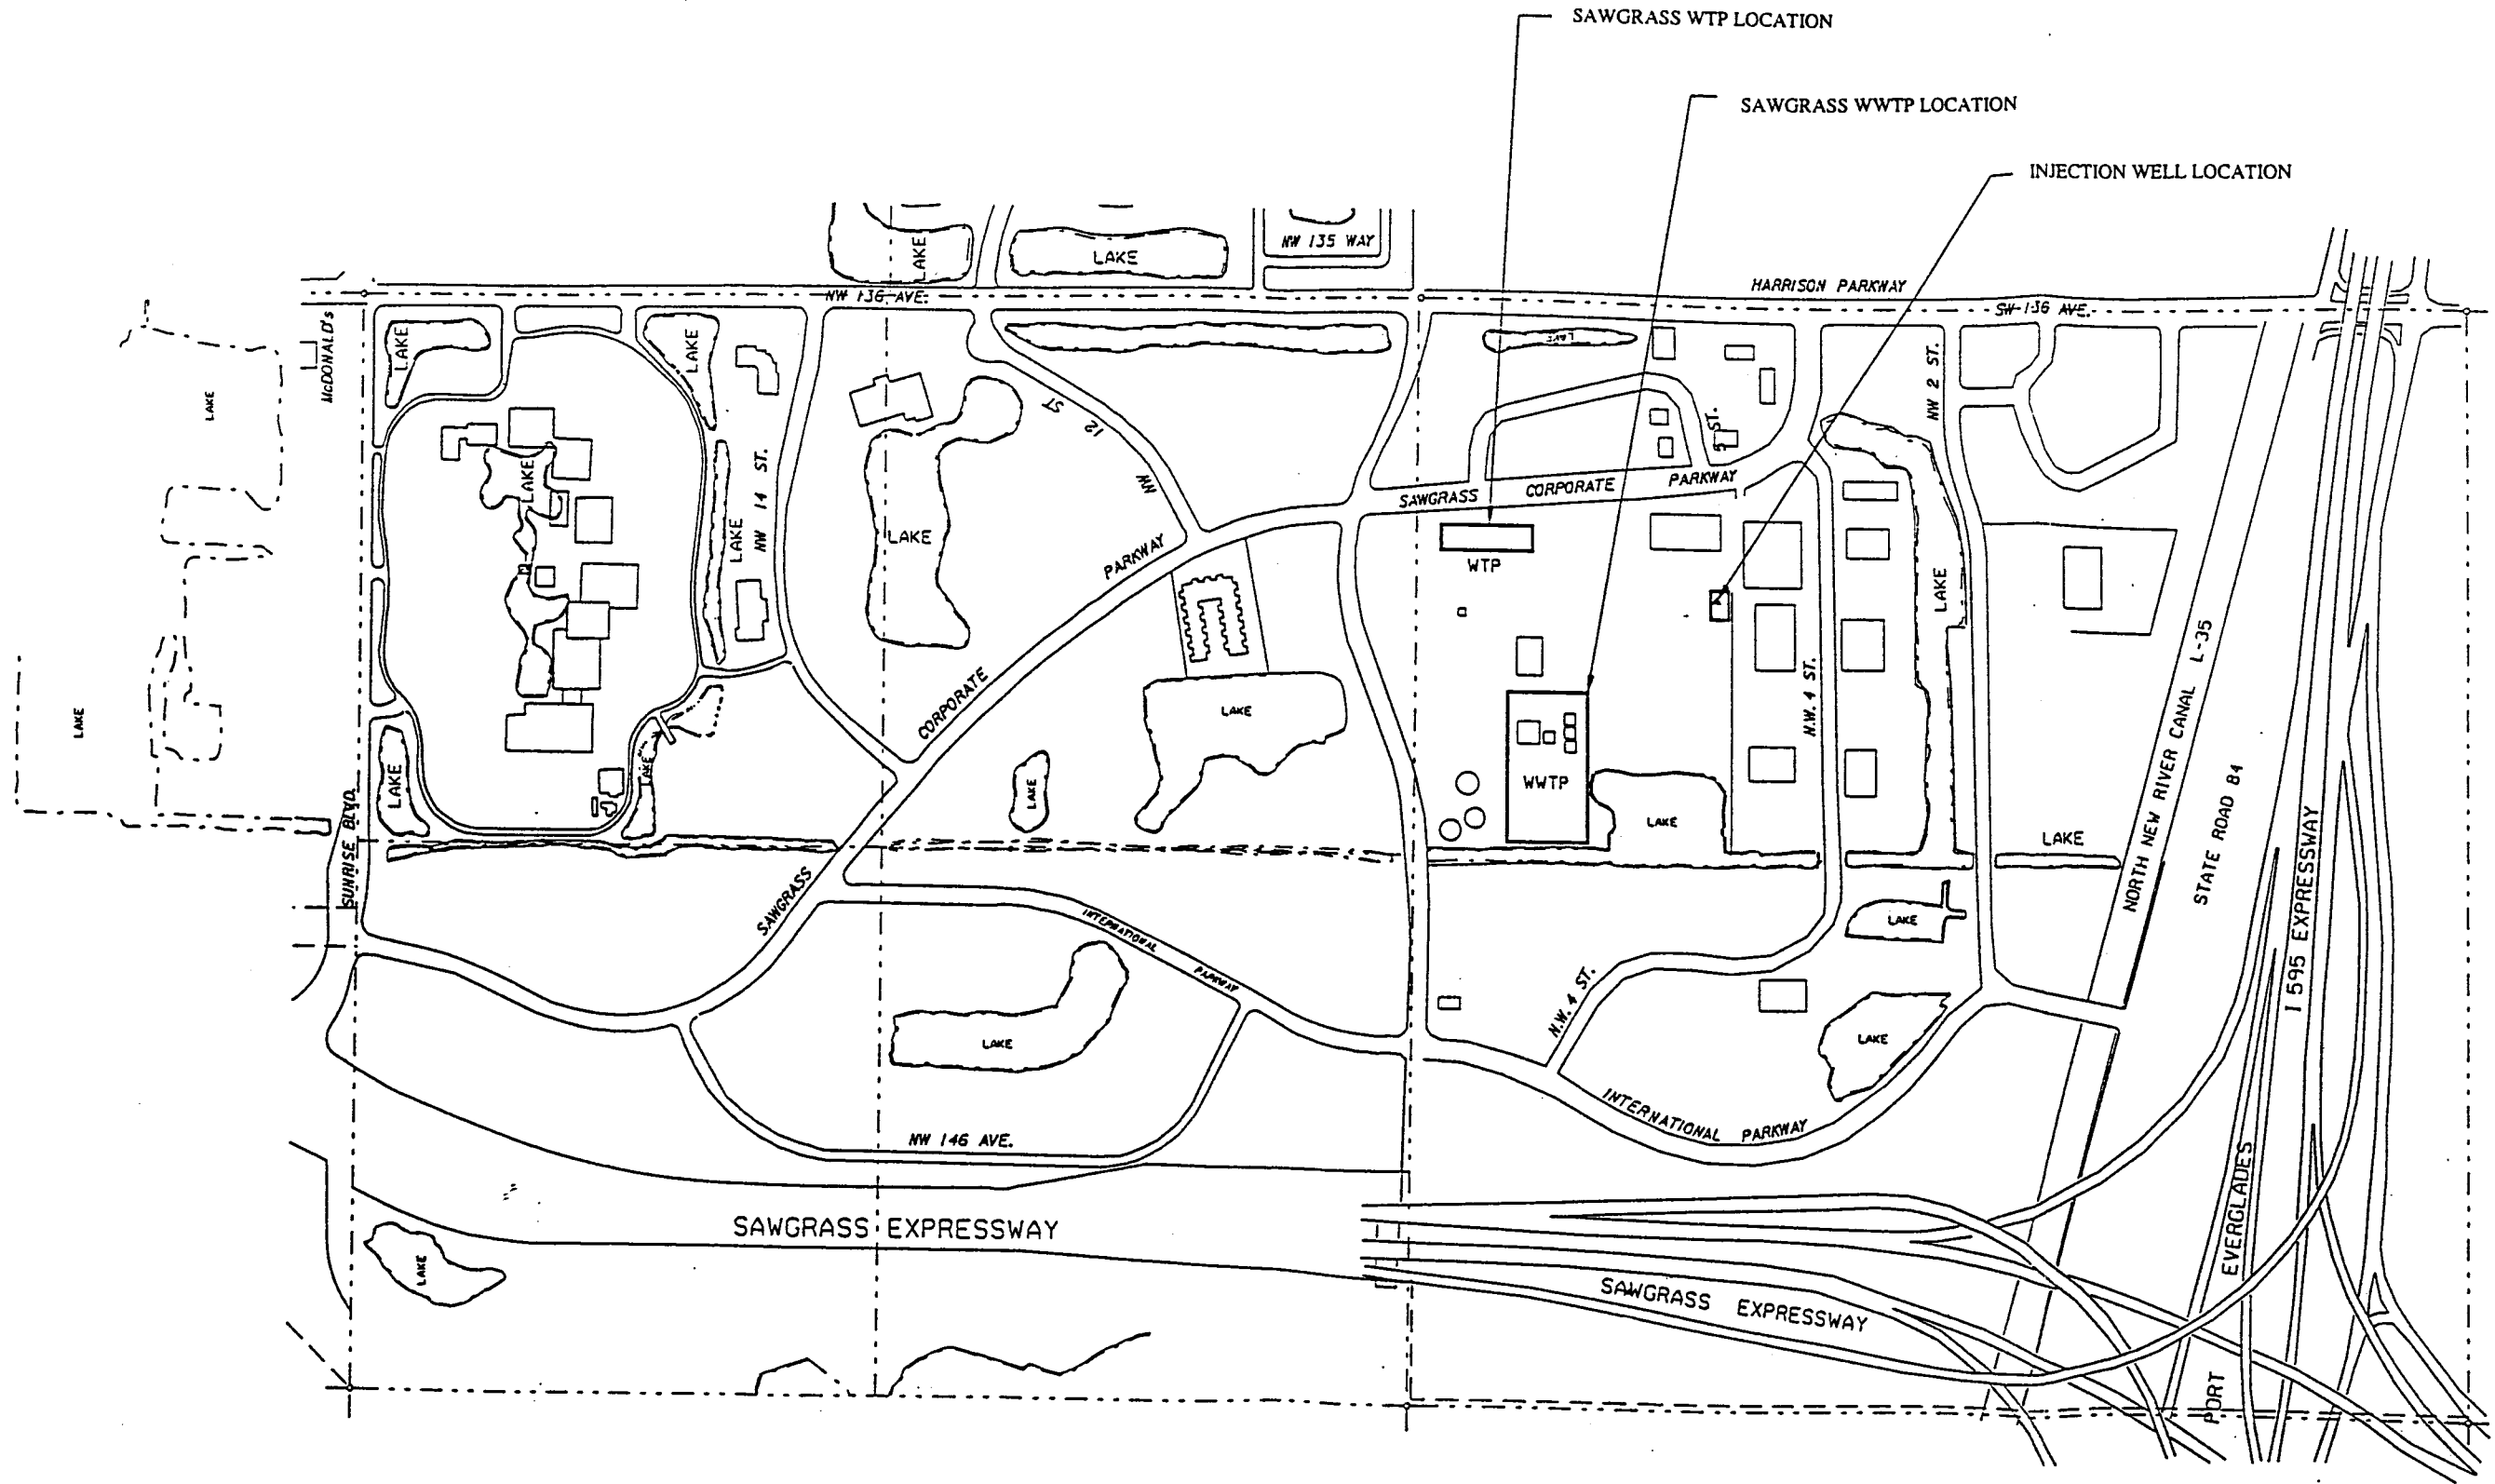 SAWGRASS WTP LOCATION
SAWGRASS WWTP LOCATION
INJECTION WELL LOCATION
NW 135 WAY
LAKE
LAKE
HARRISON PARKWAY
NW 136 AVE.
SW 136 AVE.
McDONALD's
LAKE
LAKE
LAKE
LAKE
NW 2 ST.
NW 12 ST
5 ST.
LAKE
LAKE
NW 14 ST.
LAKE
SAWGRASS CORPORATE PARKWAY
WTP
LAKE
LAKE
SAWGRASS CORPORATE PARKWAY
NORTH NEW RIVER CANAL L-35
N.W. 4 ST.
LAKE
LAKE
LAKE
LAKE
LAKE
WWTP
LAKE
LAKE
STATE ROAD 84
SUNRISE BLVD.
I 595 EXPRESSWAY
LAKE
INTERNATIONAL PARKWAY
N.W. 4 ST.
LAKE
LAKE
INTERNATIONAL PARKWAY
NW 146 AVE.
SAWGRASS EXPRESSWAY
LAKE
SAWGRASS EXPRESSWAY
PORT EVERGLADES